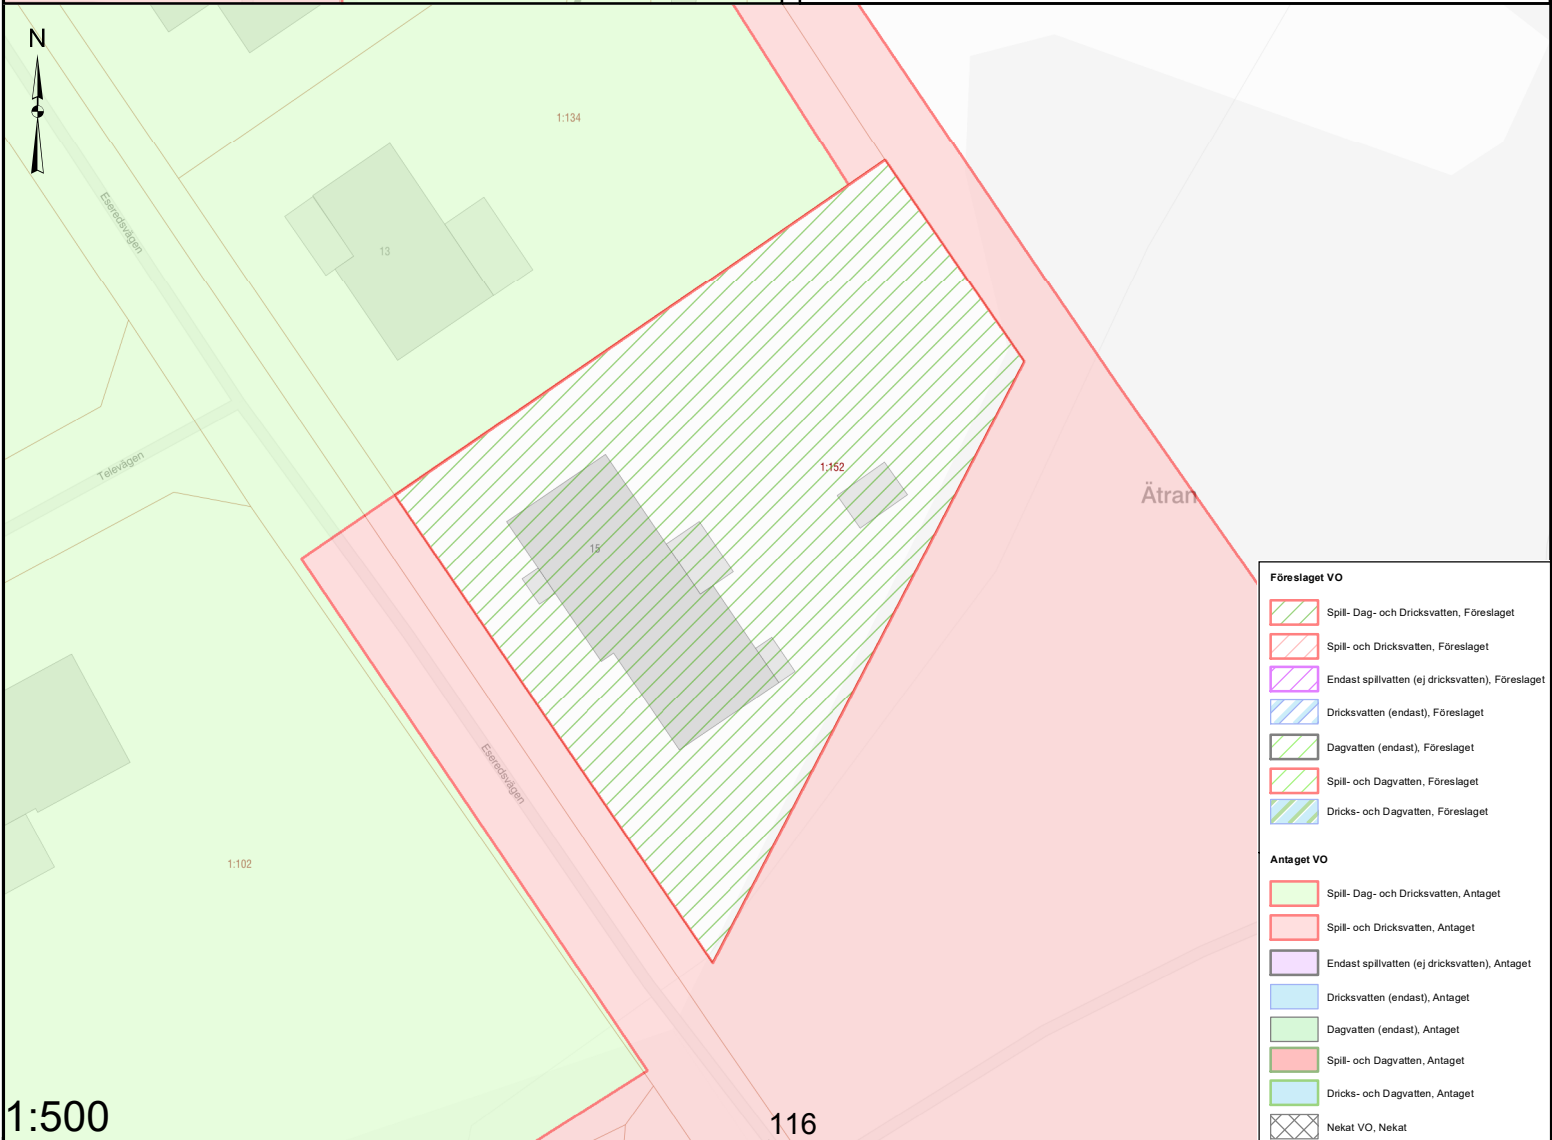 N
1:134
Eseredsvägen
13
Televägen
1:152
Ätran
15
Eseredsvägen
1:102
1:500
116
Föreslaget VO
Spill- Dag- och Dricksvatten, Föreslaget
Spill- och Dricksvatten, Föreslaget
Endast spillvatten (ej dricksvatten), Föreslaget
Dricksvatten (endast), Föreslaget
Dagvatten (endast), Föreslaget
Spill- och Dagvatten, Föreslaget
Dricks- och Dagvatten, Föreslaget
Antaget VO
Spill- Dag- och Dricksvatten, Antaget
Spill- och Dricksvatten, Antaget
Endast spillvatten (ej dricksvatten), Antaget
Dricksvatten (endast), Antaget
Dagvatten (endast), Antaget
Spill- och Dagvatten, Antaget
Dricks- och Dagvatten, Antaget
Nekat VO, Nekat